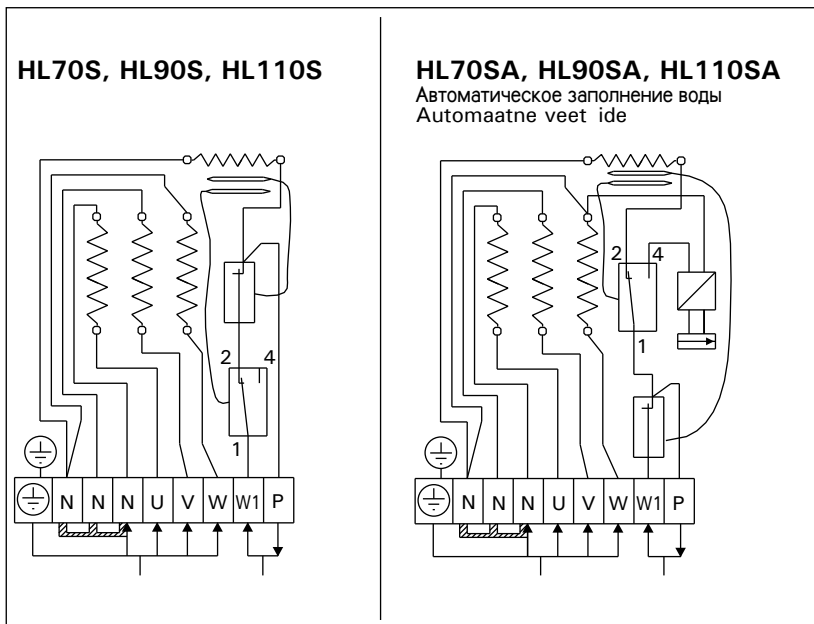 HL70S, HL90S, HL110S
2 4
1
N N N U V W W1 P
HL70SA, HL90SA, HL110SA
Автоматическое заполнение воды
Automaatne veet ide
2 4
1
N N N U V W W1 P